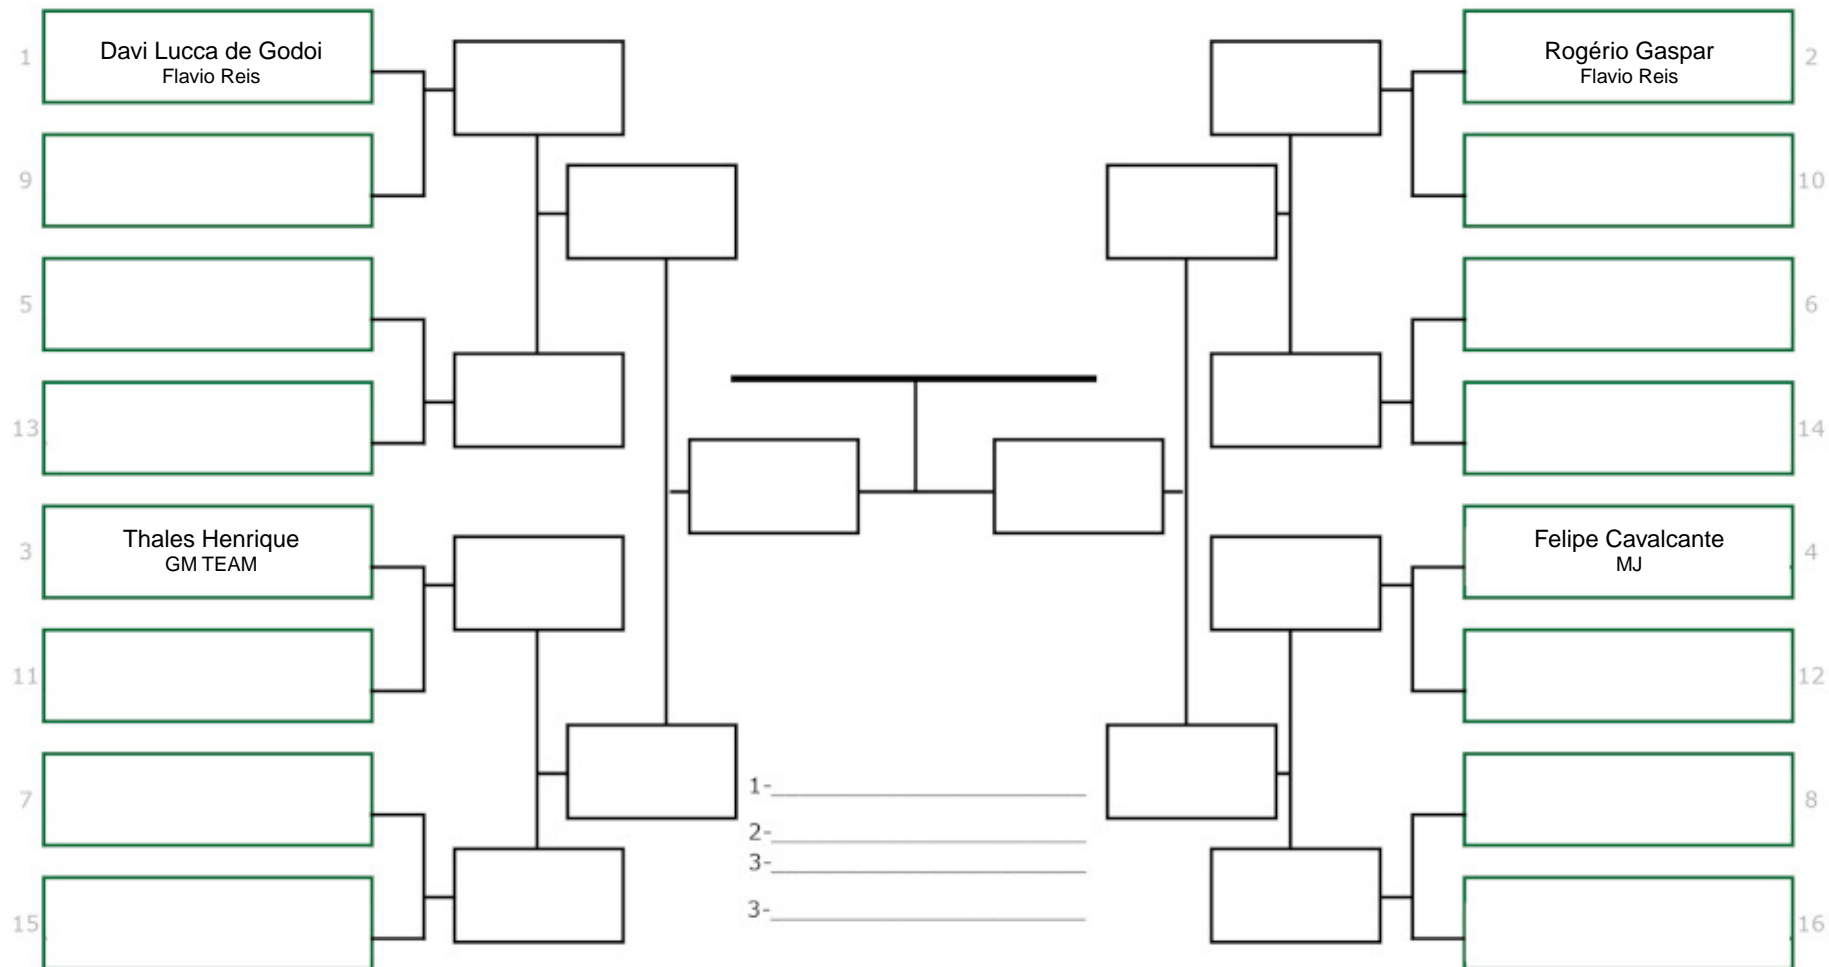 1
Davi Lucca de Godoi
Flavio Reis
9
5
13
3
Thales Henrique
GM TEAM
11
7
15
1-
2-
3-
3-
2
Rogério Gaspar
Flavio Reis
10
6
14
4
Felipe Cavalcante
MJ
12
8
16